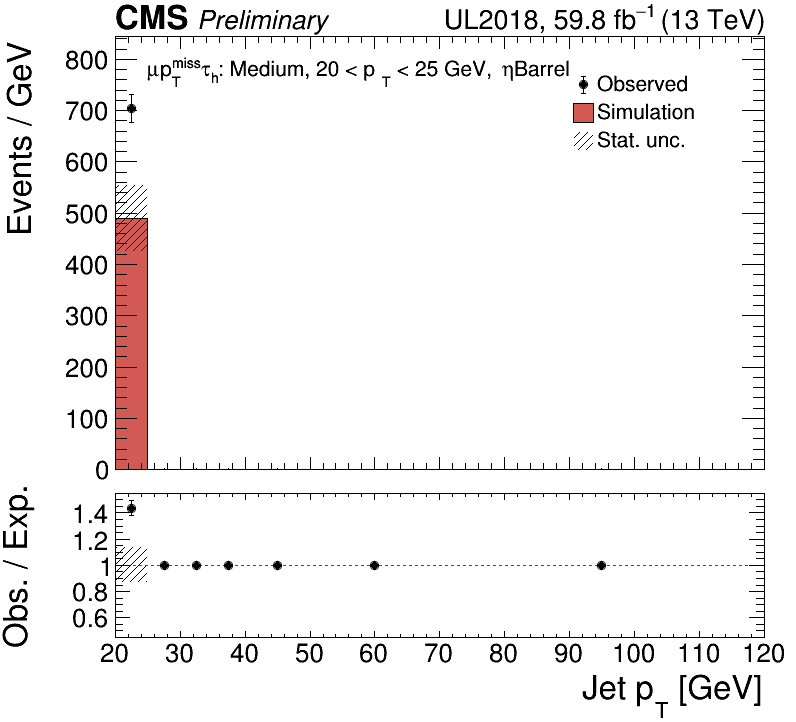 CMS Preliminary UL2018, 59.8 fb⁻¹ (13 TeV)
Events / GeV
800
700
600
500
400
300
200
100
0
μp_T^miss τ_h: Medium, 20 < p_T < 25 GeV, ηBarrel
Observed
Simulation
Stat. unc.
Obs. / Exp.
1.4
1.2
1
0.8
0.6
20 30 40 50 60 70 80 90 100 110 120
Jet p_T [GeV]